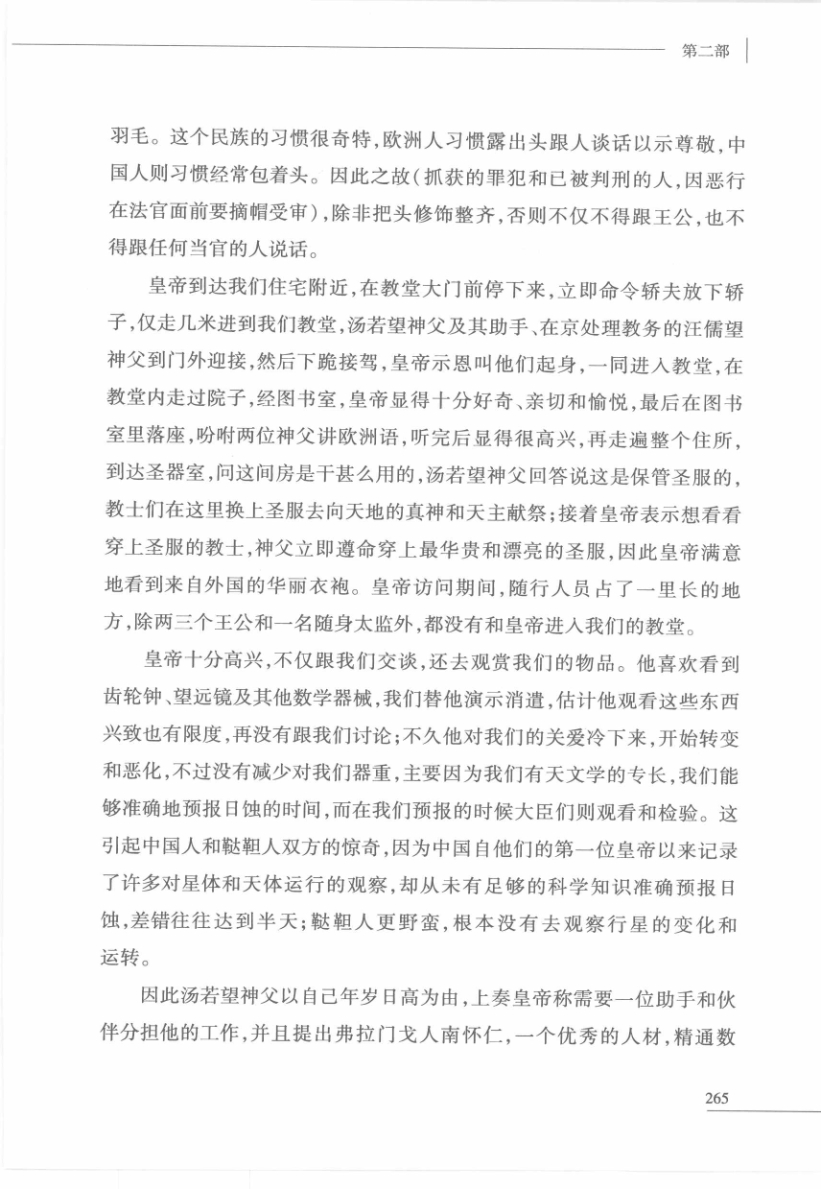 第二部
羽毛。这个民族的习惯很奇特,欧洲人习惯露出头跟人谈话以示尊敬,中
国人则习惯经常包着头。因此之故(抓获的罪犯和已被判刑的人,因恶行
在法官面前要摘帽受审),除非把头修饰整齐,否则不仅不得跟王公,也不
得跟任何当官的人说话。
皇帝到达我们住宅附近,在教堂大门前停下来,立即命令轿夫放下轿
子,仅走几米进到我们教堂,汤若望神父及其助手、在京处理教务的汪儒望
神父到门外迎接,然后下跪接驾,皇帝示恩叫他们起身,一同进入教堂,在
教堂内走过院子,经图书室,皇帝显得十分好奇、亲切和愉悦,最后在图书
室里落座,吩咐两位神父讲欧洲语,听完后显得很高兴,再走遍整个住所,
到达圣器室,问这间房是干甚么用的,汤若望神父回答说这是保管圣服的,
教士们在这里换上圣服去向天地的真神和天主献祭;接着皇帝表示想看看
穿上圣服的教士,神父立即遵命穿上最华贵和漂亮的圣服,因此皇帝满意
地看到来自外国的华丽衣袍。皇帝访问期间,随行人员占了一里长的地
方,除两三个王公和一名随身太监外,都没有和皇帝进入我们的教堂。
皇帝十分高兴,不仅跟我们交谈,还去观赏我们的物品。他喜欢看到
齿轮钟、望远镜及其他数学器械,我们替他演示消遣,估计他观看这些东西
兴致也有限度,再没有跟我们讨论;不久他对我们的关爱冷下来,开始转变
和恶化,不过没有减少对我们器重,主要因为我们有天文学的专长,我们能
够准确地预报日蚀的时间,而在我们预报的时候大臣们则观看和检验。这
引起中国人和鞑靼人双方的惊奇,因为中国自他们的第一位皇帝以来记录
了许多对星体和天体运行的观察,却从未有足够的科学知识准确预报日
蚀,差错往往达到半天;鞑靼人更野蛮,根本没有去观察行星的变化和
运转。
因此汤若望神父以自己年岁日高为由,上奏皇帝称需要一位助手和伙
伴分担他的工作,并且提出弗拉门戈人南怀仁,一个优秀的人材,精通数
265